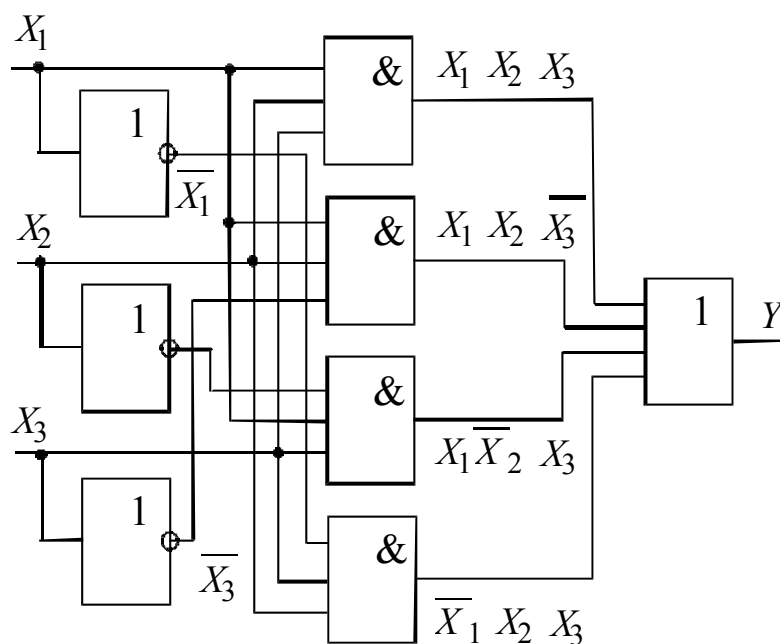 X₁
& X₁ X₂ X₃
1
X̅₁
X₂
& X₁ X₂ X̅₃
1
1 Y
X₃
& X₁ X̅₂ X₃
1
X̅₃
& X̅₁ X₂ X₃